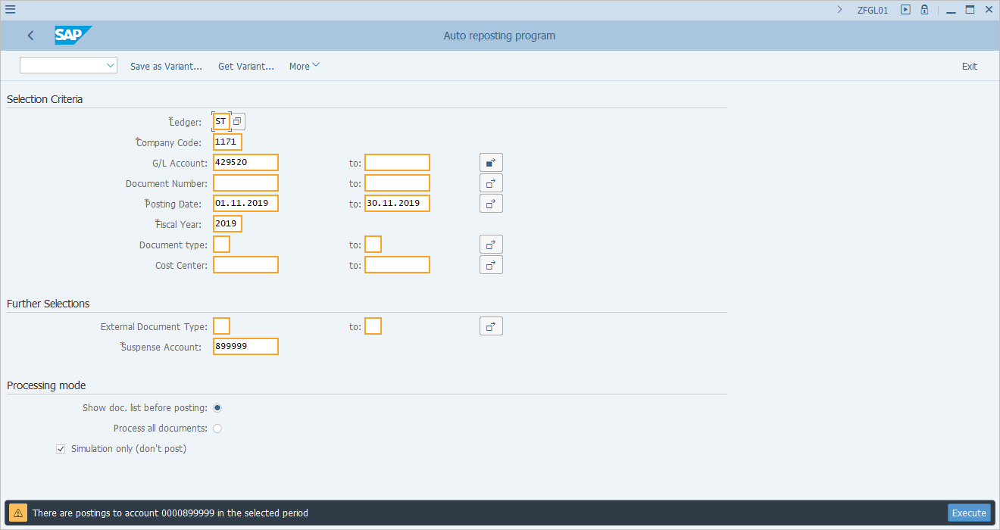 ZFGL01
SAP Auto reposting program
Save as Variant... Get Variant... More Exit
Selection Criteria
*Ledger: ST
*Company Code: 1171
G/L Account: 429520 to:
Document Number: to:
*Posting Date: 01.11.2019 to: 30.11.2019
*Fiscal Year: 2019
Document type: to:
Cost Center: to:
Further Selections
External Document Type: to:
*Suspense Account: 899999
Processing mode
Show doc. list before posting:
Process all documents:
Simulation only (don't post)
There are postings to account 0000899999 in the selected period Execute